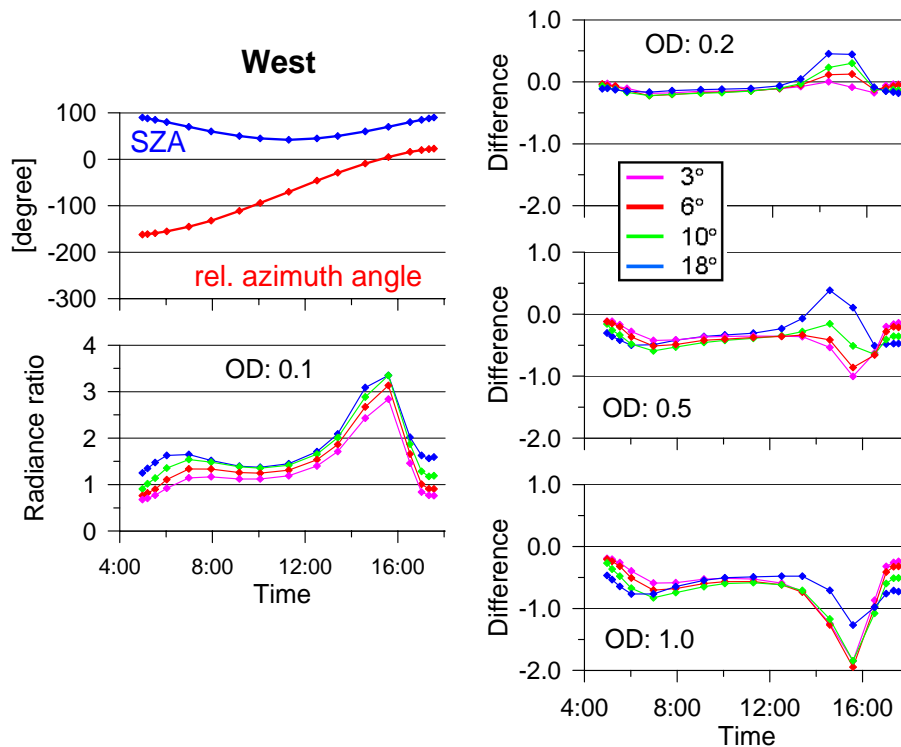 West
100
0
-100
-200
-300
[degree]
SZA
rel. azimuth angle
4
3
2
1
0
Radiance ratio
OD: 0.1
4:00
8:00
12:00
16:00
Time
1.0
0.0
-1.0
-2.0
Difference
OD: 0.2
3°
6°
10°
18°
1.0
0.0
-1.0
-2.0
Difference
OD: 0.5
1.0
0.0
-1.0
-2.0
Difference
OD: 1.0
4:00
8:00
12:00
16:00
Time